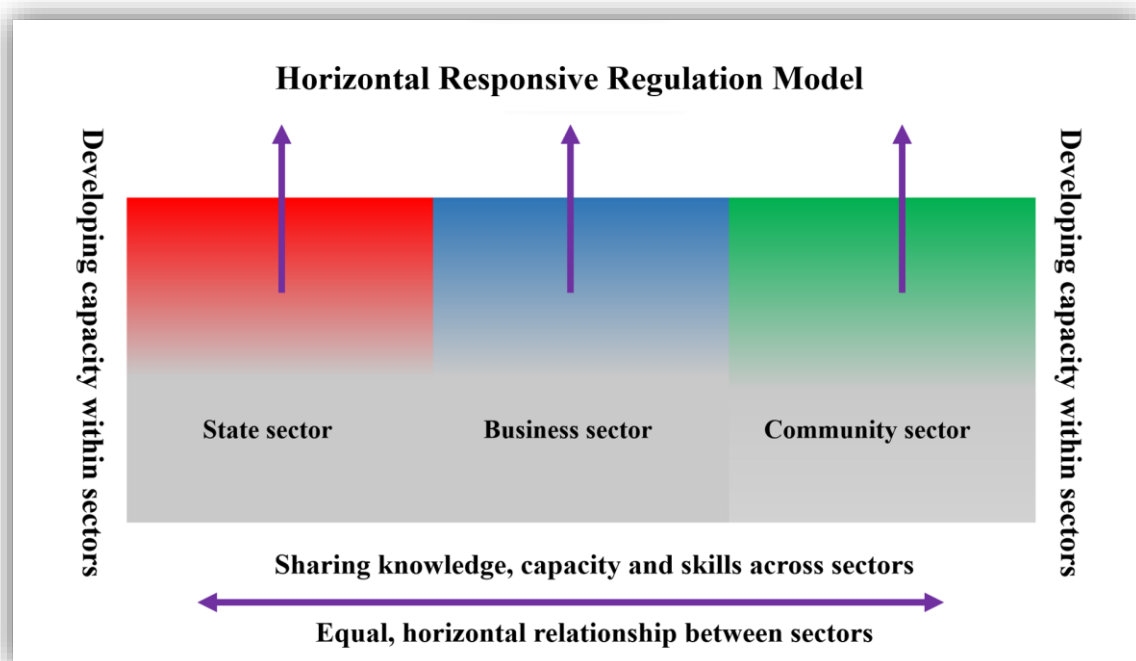 Horizontal Responsive Regulation Model
Developing capacity within sectors
State sector
Business sector
Community sector
Developing capacity within sectors
Sharing knowledge, capacity and skills across sectors
Equal, horizontal relationship between sectors